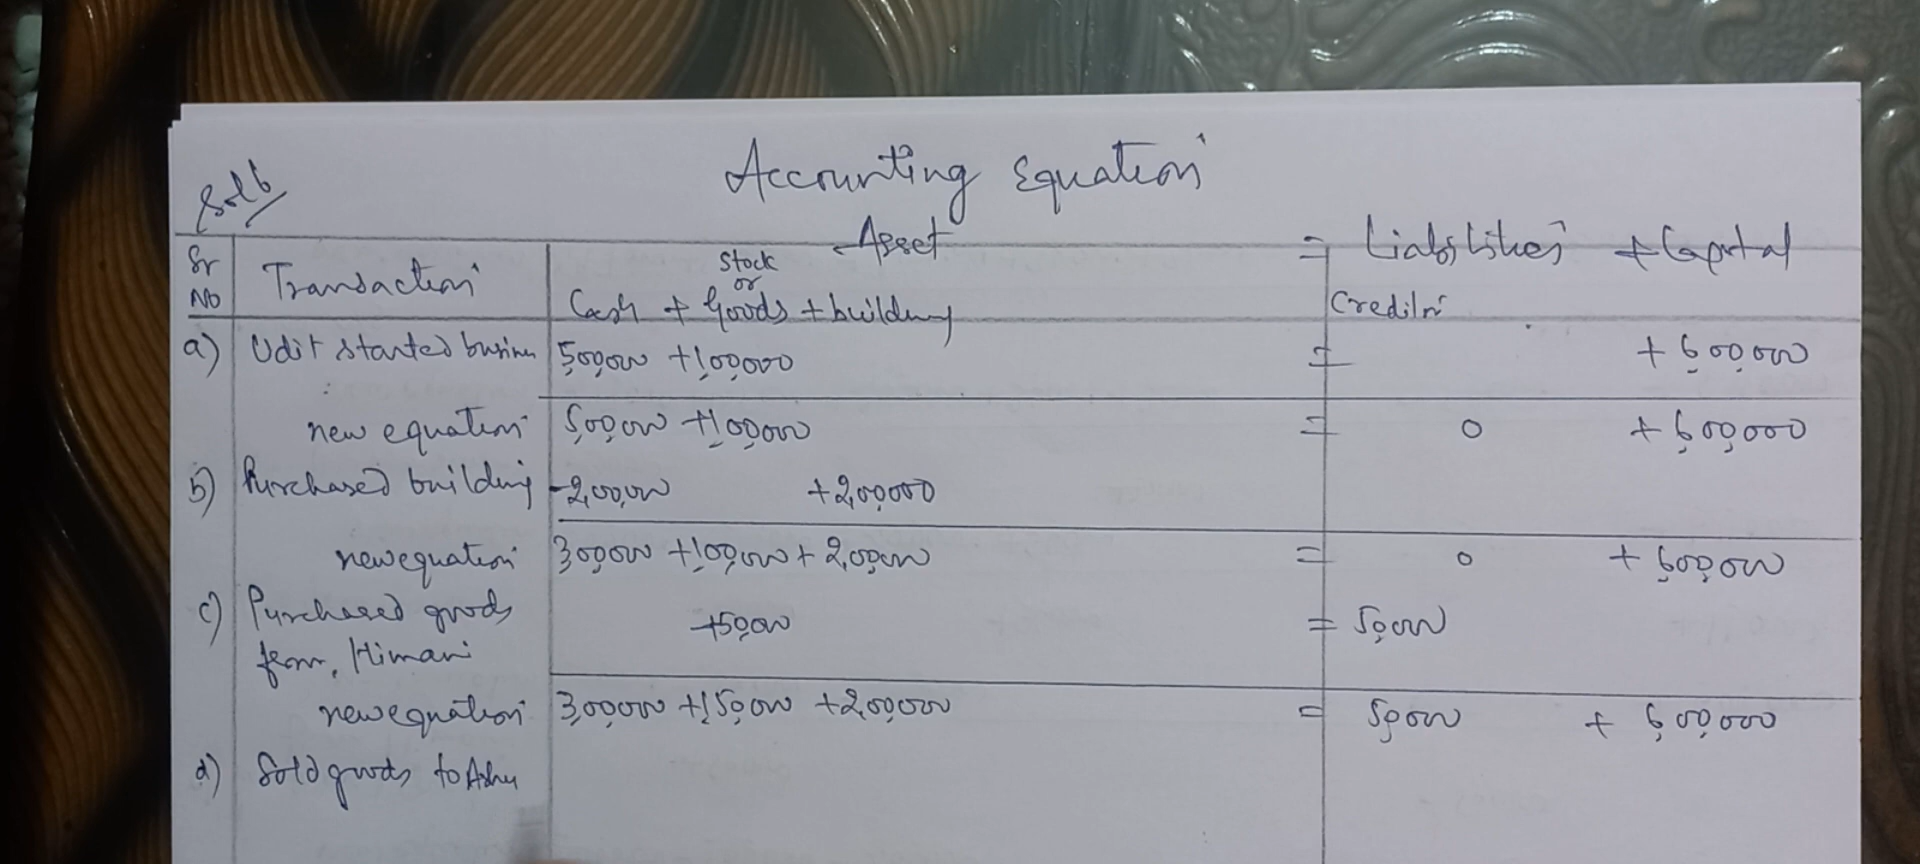 Sol 6
Accounting Equation
Sr No Transaction Asset = Liabilities + Capital
Cash + Stock or Goods + building Creditor
a) Udit started busines 5,00,000 +1,00,000 = + 6,00,000
new equation 5,00,000 +1,00,000 = 0 + 6,00,000
b) Purchased building -2,00,000 +2,00,000
new equation 3,00,000 +1,00,000 + 2,00,000 = 0 + 6,00,000
c) Purchased goods +50,000 = 50,000
from, Himani
new equation 3,00,000 +1,50,000 +2,00,000 = 50,000 + 6,00,000
d) Sold goods to Ashu